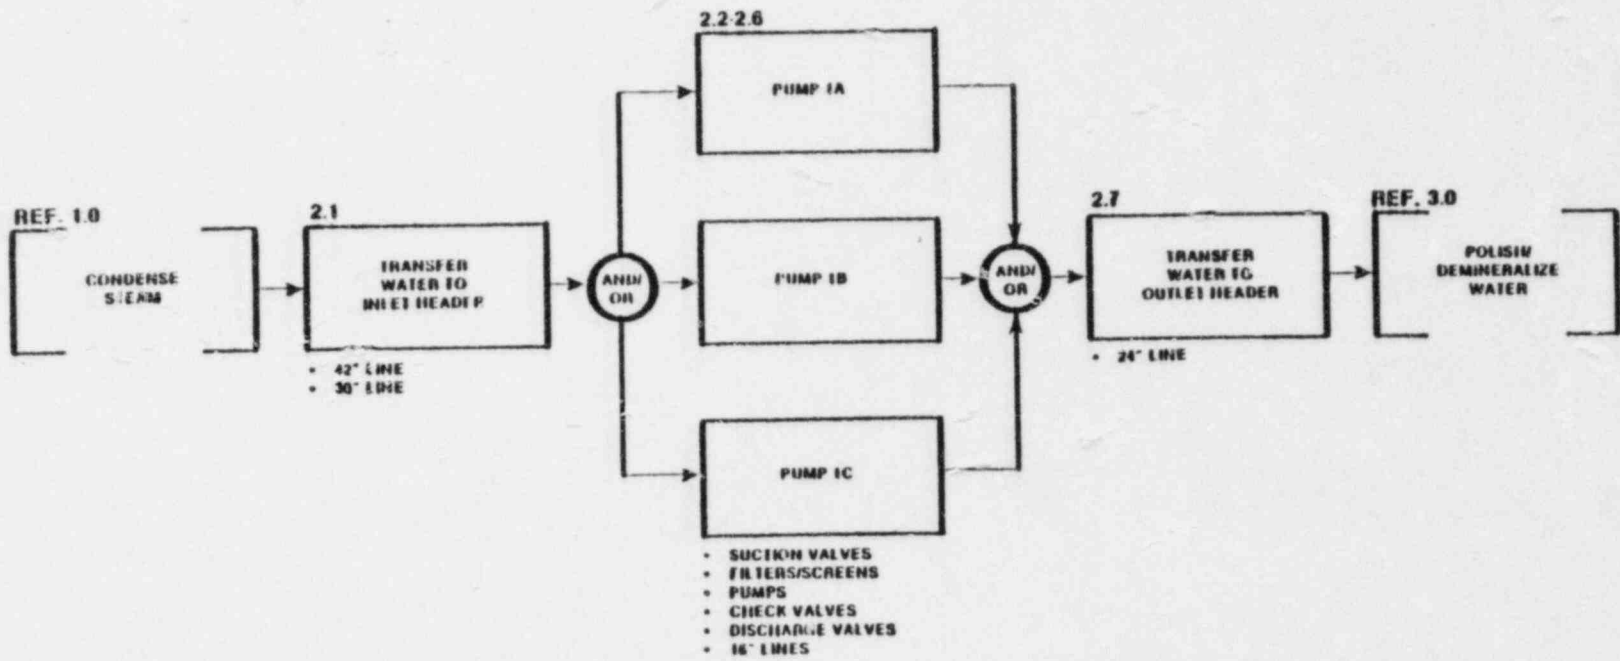 2.2-2.6
PUMP 1A
REF. 1.0
CONDENSE
STEAM
2.1
TRANSFER
WATER TO
INLET HEADER
• 42" LINE
• 30" LINE
AND/
OR
PUMP 1B
AND/
OR
2.7
TRANSFER
WATER TO
OUTLET HEADER
• 24" LINE
REF. 3.0
POLISH/
DEMINERALIZE
WATER
PUMP 1C
• SUCTION VALVES
• FILTERS/SCREENS
• PUMPS
• CHECK VALVES
• DISCHARGE VALVES
• 16" LINES